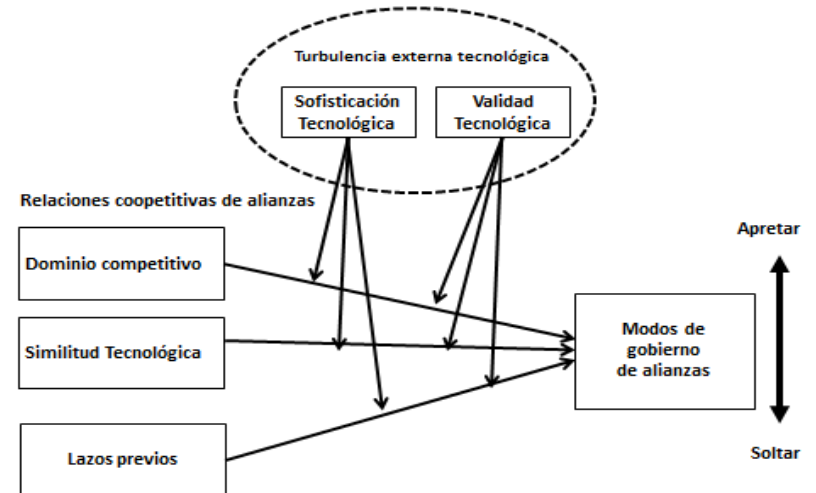 Turbulencia externa tecnológica
Sofisticación
Tecnológica
Validad
Tecnológica
Relaciones coopetitivas de alianzas
Dominio competitivo
Similitud Tecnológica
Lazos previos
Modos de
gobierno
de alianzas
Apretar
Soltar